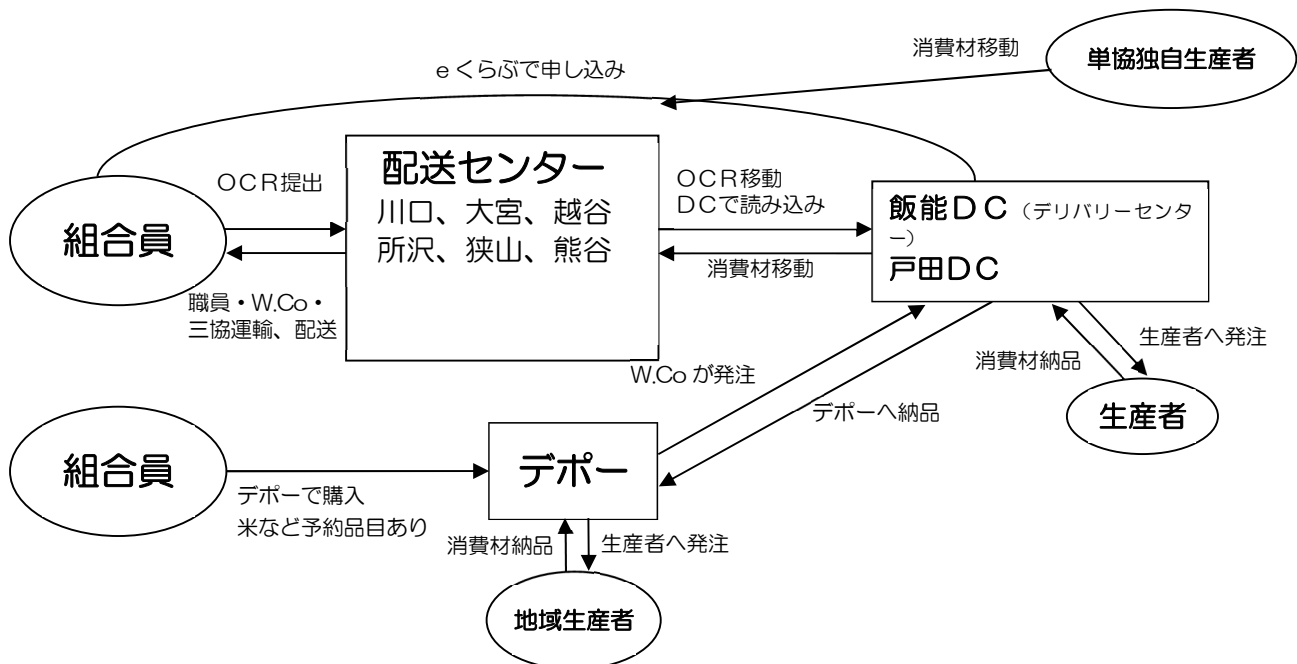 消費材移動
単協独自生産者
eくらぶで申し込み
配送センター
川口、大宮、越谷
所沢、狭山、熊谷
OCR提出
組合員
職員・W.Co・
三協運輸、配送
OCR移動
DCで読み込み
消費材移動
飯能DC（デリバリーセンタ
ー）
戸田DC
生産者へ発注
消費材納品
生産者
W.Coが発注
デポーへ納品
組合員
デポーで購入
米など予約品目あり
デポー
消費材納品
生産者へ発注
地域生産者